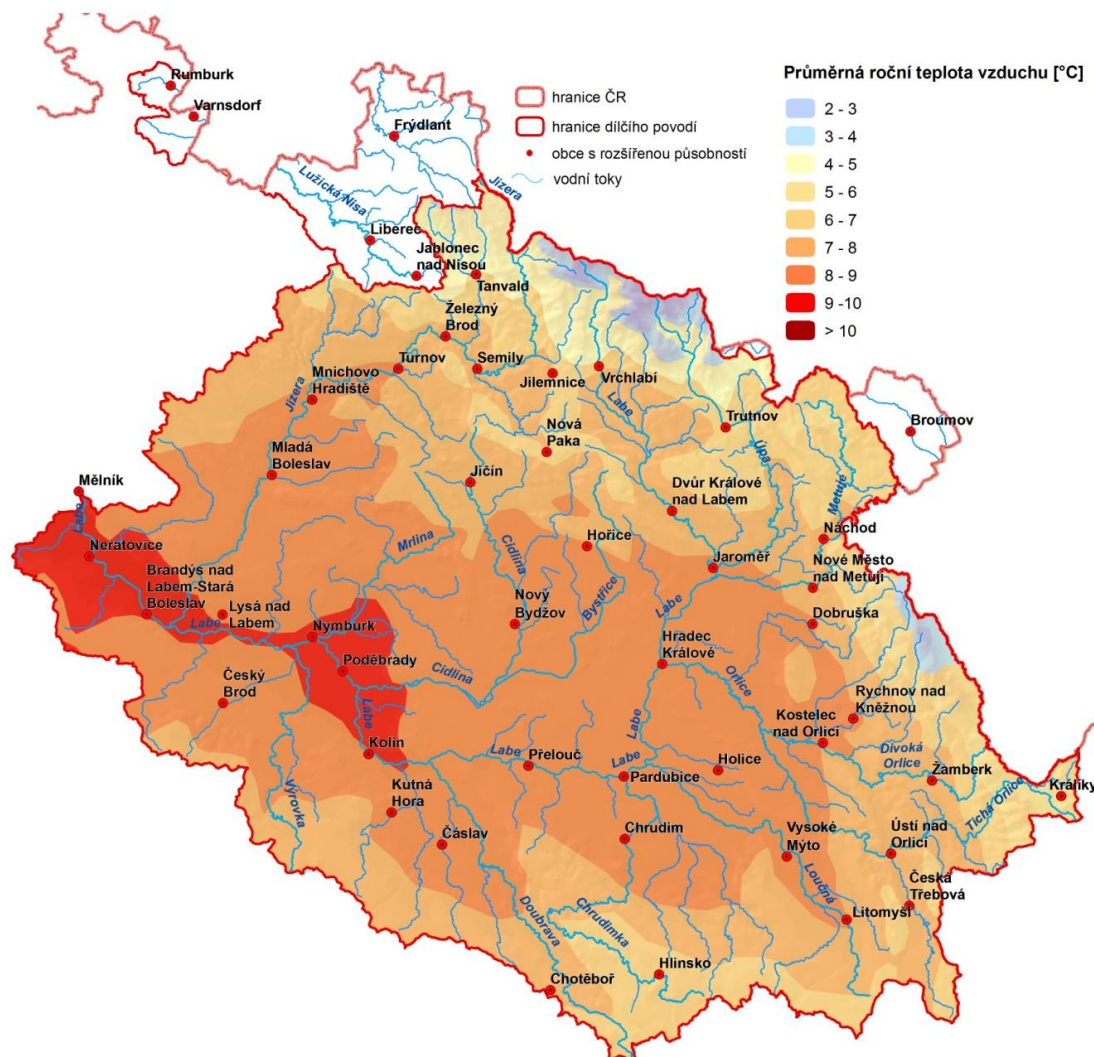 Rumburk
Varnsdorf
Frýdlant
Lužická Nisa
Jizera
Liberec
Jablonec
nad Nisou
Tanvald
hranice ČR
hranice dílčího povodí
obce s rozšířenou působností
vodní toky
Průměrná roční teplota vzduchu [°C]
2 - 3
3 - 4
4 - 5
5 - 6
6 - 7
7 - 8
8 - 9
9 -10
> 10
Železný
Brod
Turnov
Semily
Mnichovo
Hradiště
Jizera
Jilemnice
Vrchlabí
Labe
Trutnov
Úpa
Broumov
Nová
Paka
Mladá
Boleslav
Jičín
Mělník
Labe
Dvůr Králové
nad Labem
Metuje
Náchod
Neratovice
Mrlina
Cidlina
Hořice
Bystřice
Jaroměř
Nové Město
nad Metují
Brandýs nad
Labem-Stará
Boleslav
Lysá nad
Labem
Labe
Nymburk
Nový
Bydžov
Labe
Dobruška
Poděbrady
Cidlina
Hradec
Králové
Orlice
Český
Brod
Labe
Rychnov nad
Kněžnou
Kostelec
nad Orlicí
Labe
Kolín
Labe
Přelouč
Labe
Holice
Pardubice
Divoká
Orlice
Žamberk
Králíky
Tichá Orlice
Výrovka
Kutná
Hora
Čáslav
Chrudim
Vysoké
Mýto
Ústí nad
Orlicí
Loučná
Česká
Třebová
Litomyšl
Doubrava
Chrudimka
Hlinsko
Chotěboř